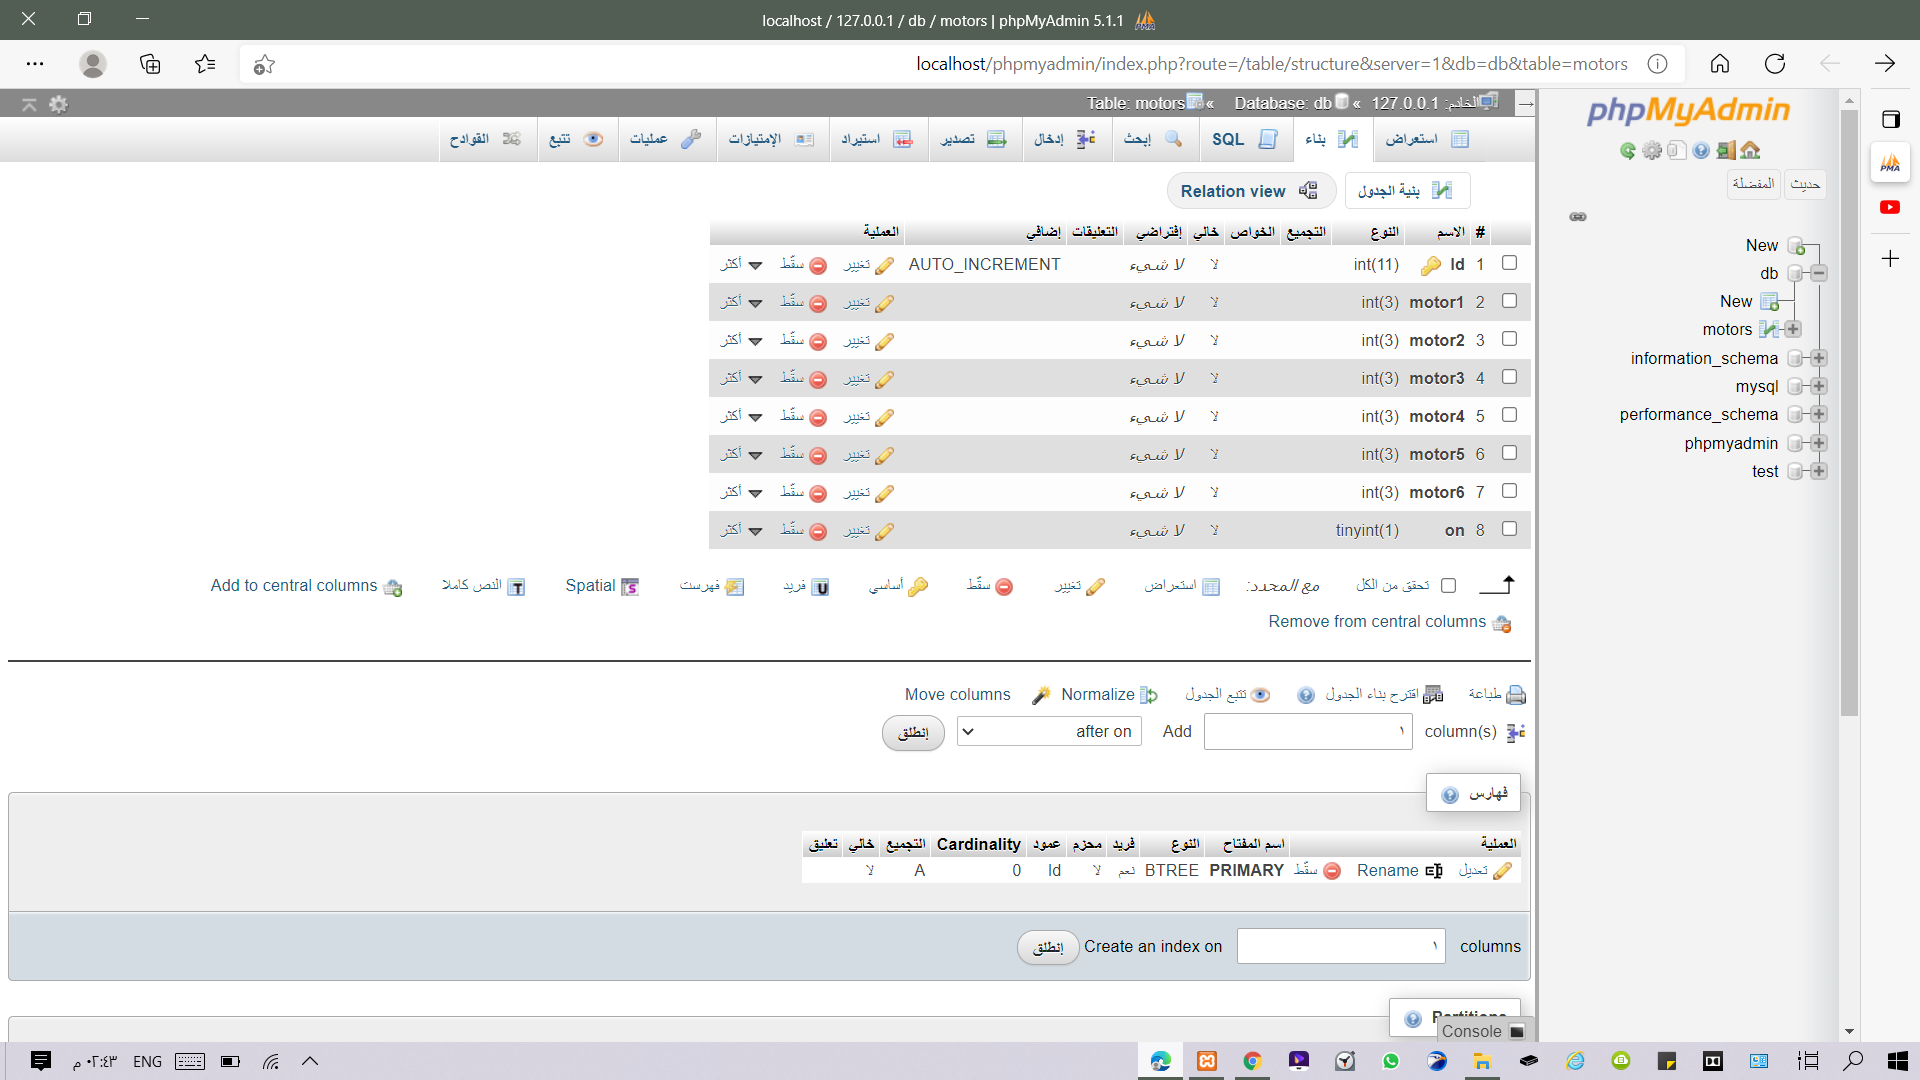 localhost / 127.0.0.1 / db / motors | phpMyAdmin 5.1.1
localhost/phpmyadmin/index.php?route=/table/structure&server=1&db=db&table=motors
الخادم: 127.0.0.1 » Database: db » Table: motors
استعراض بناء SQL إبحث إدخال تصدير استيراد الإمتيازات عمليات تتبع القوادح
بنية الجدول Relation view
# الاسم النوع التجميع الخواص خالي إفتراضي التعليقات إضافي العملية
1 Id int(11) لا لا شيء AUTO_INCREMENT تغيير سقّط أكثر
2 motor1 int(3) لا لا شيء تغيير سقّط أكثر
3 motor2 int(3) لا لا شيء تغيير سقّط أكثر
4 motor3 int(3) لا لا شيء تغيير سقّط أكثر
5 motor4 int(3) لا لا شيء تغيير سقّط أكثر
6 motor5 int(3) لا لا شيء تغيير سقّط أكثر
7 motor6 int(3) لا لا شيء تغيير سقّط أكثر
8 on tinyint(1) لا لا شيء تغيير سقّط أكثر
تحقق من الكل مع المحدد: استعراض تغيير سقّط أساسي فريد فهرست Spatial النص كاملا Add to central columns
Remove from central columns
طباعة اقترح بناء الجدول تتبع الجدول Normalize Move columns
column(s) ١ Add after on إنطلق
فهارس
العملية اسم المفتاح النوع فريد محزم عمود Cardinality التجميع خالي تعليق
تعديل Rename سقّط PRIMARY BTREE نعم لا Id 0 A لا
columns ١ Create an index on إنطلق
Partitions
Console
phpMyAdmin
حديث المفضلة
New
db
New
motors
information_schema
mysql
performance_schema
phpmyadmin
test
PMA
ENG ٠٢:٤٣ م